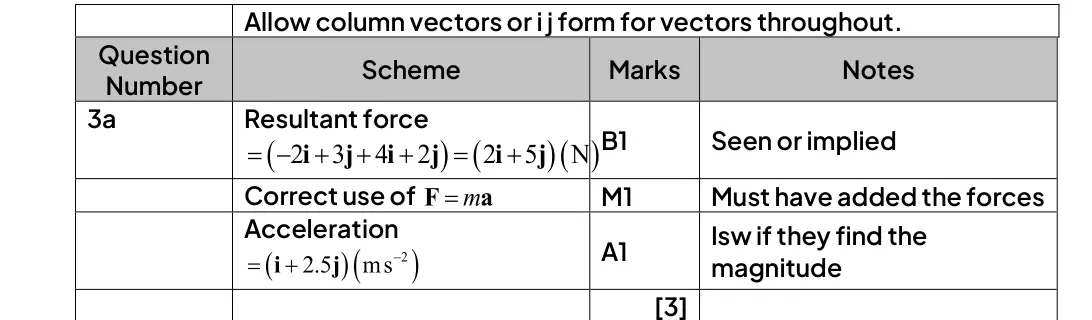 Allow column vectors or i j form for vectors throughout.
Question Number Scheme Marks Notes
3a Resultant force
=(−2i+3j+4i+2j)=(2i+5j)(N) B1 Seen or implied
Correct use of F=ma M1 Must have added the forces
Acceleration
=(i+2.5j)(ms⁻²) A1 Isw if they find the magnitude
[3]